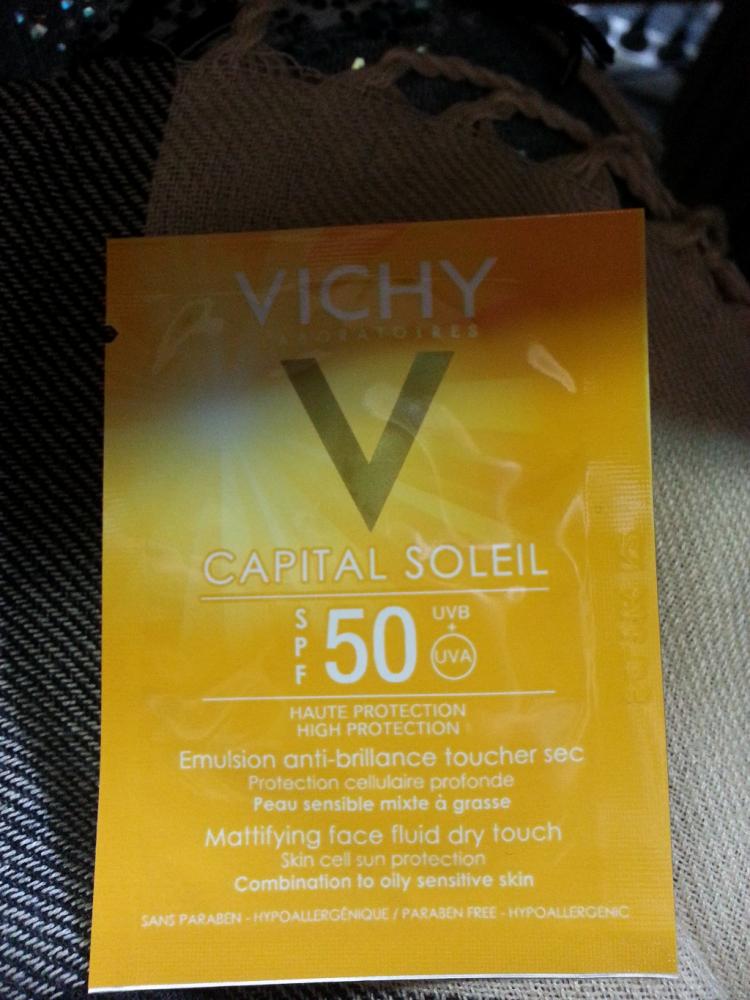 VICHY
LABORATOIRES
V
CAPITAL SOLEIL
SPF 50 UVB + UVA
HAUTE PROTECTION
HIGH PROTECTION
Emulsion anti-brillance toucher sec
Protection cellulaire profonde
Peau sensible mixte à grasse
Mattifying face fluid dry touch
Skin cell sun protection
Combination to oily sensitive skin
SANS PARABEN - HYPOALLERGÉNIQUE / PARABEN FREE - HYPOALLERGENIC